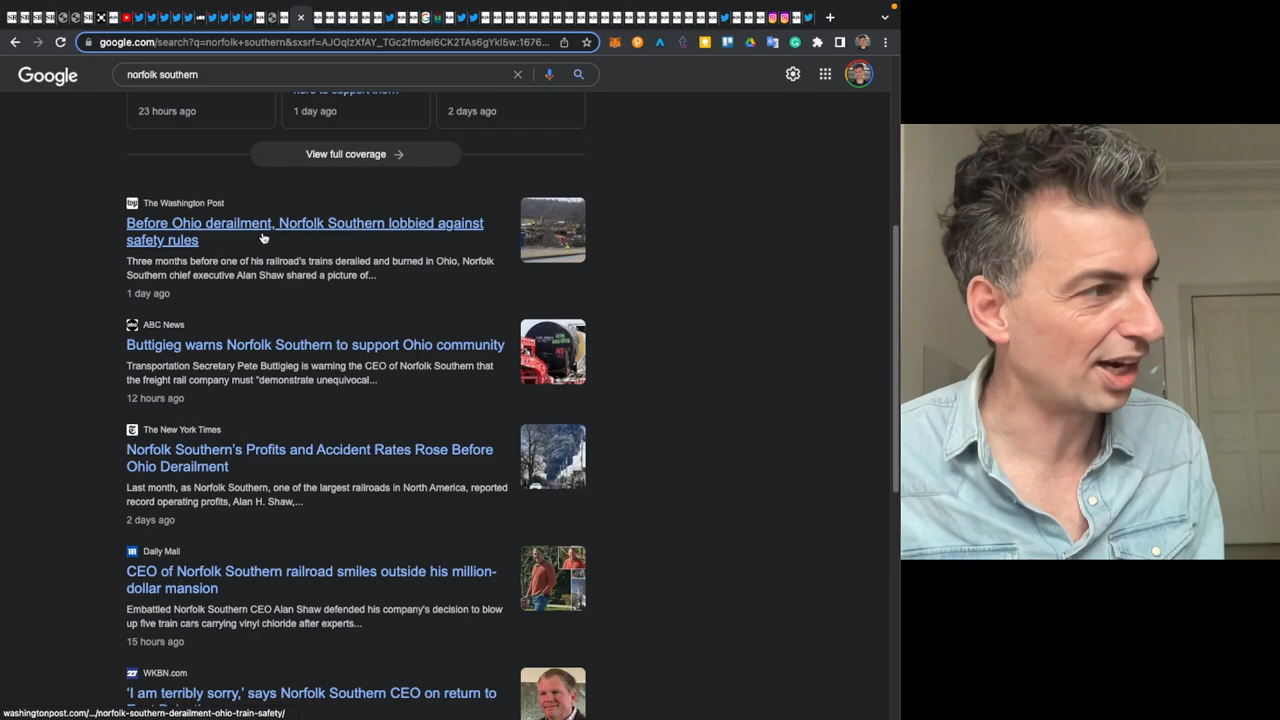 google.com/search?q=norfolk+southern&sxsrf=AJOqlzXfAY_TGc2fmdeI6CK2TAs6gYkI5w:1676...
Google
norfolk southern
here to support the...
23 hours ago
1 day ago
2 days ago
View full coverage
The Washington Post
Before Ohio derailment, Norfolk Southern lobbied against
safety rules
Three months before one of his railroad's trains derailed and burned in Ohio, Norfolk
Southern chief executive Alan Shaw shared a picture of...
1 day ago
ABC News
Buttigieg warns Norfolk Southern to support Ohio community
Transportation Secretary Pete Buttigieg is warning the CEO of Norfolk Southern that
the freight rail company must "demonstrate unequivocal...
12 hours ago
The New York Times
Norfolk Southern's Profits and Accident Rates Rose Before
Ohio Derailment
Last month, as Norfolk Southern, one of the largest railroads in North America, reported
record operating profits, Alan H. Shaw,...
2 days ago
Daily Mail
CEO of Norfolk Southern railroad smiles outside his million-
dollar mansion
Embattled Norfolk Southern CEO Alan Shaw defended his company's decision to blow
up five train cars carrying vinyl chloride after experts...
15 hours ago
WKBN.com
'I am terribly sorry,' says Norfolk Southern CEO on return to
washingtonpost.com/.../norfolk-southern-derailment-ohio-train-safety/